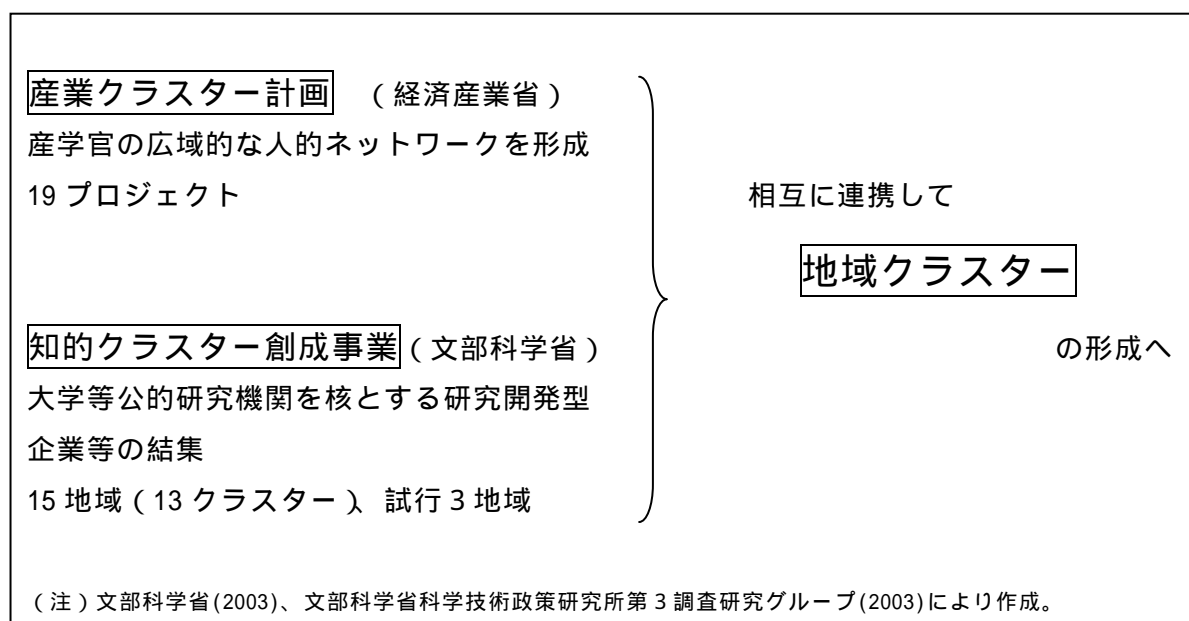 産業クラスター計画 （経済産業省）
産学官の広域的な人的ネットワークを形成
19 プロジェクト
知的クラスター創成事業（文部科学省）
大学等公的研究機関を核とする研究開発型
企業等の結集
15 地域（13 クラスター）、試行３地域
相互に連携して
地域クラスター
の形成へ
（注）文部科学省(2003)、文部科学省科学技術政策研究所第３調査研究グループ(2003)により作成。